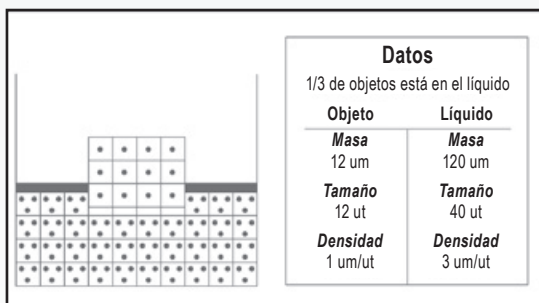 Datos
1/3 de objetos está en el líquido
Objeto Líquido
Masa Masa
12 um 120 um
Tamaño Tamaño
12 ut 40 ut
Densidad Densidad
1 um/ut 3 um/ut